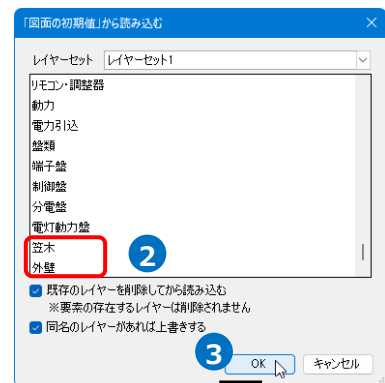 「図面の初期値」から読み込む
レイヤーセット レイヤーセット1
リモコン・調整器
動力
電力引込
盤類
端子盤
制御盤
分電盤
電灯動力盤
笠木
外壁
2
既存のレイヤーを削除してから読み込む
※要素の存在するレイヤーは削除されません
同名のレイヤーがあれば上書きする
3
OK キャンセル